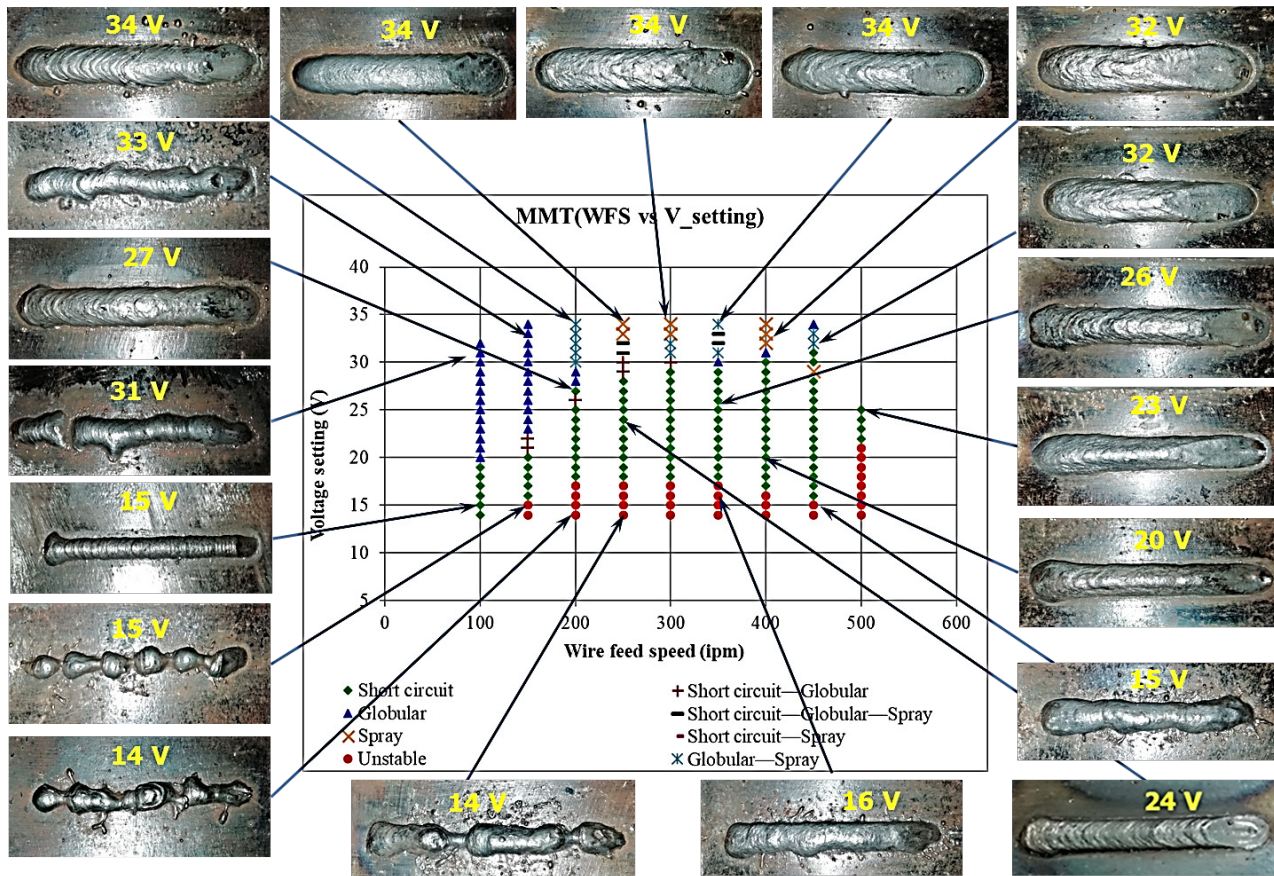 34 V
34 V
34 V
34 V
32 V
33 V
32 V
27 V
26 V
31 V
23 V
15 V
20 V
15 V
15 V
14 V
14 V
16 V
24 V
MMT(WFS vs V_setting)
Voltage setting (V)
40
35
30
25
20
15
10
5
0
100
200
300
400
500
600
Wire feed speed (ipm)
Short circuit
Globular
Spray
Unstable
Short circuit—Globular
Short circuit—Globular—Spray
Short circuit—Spray
Globular—Spray